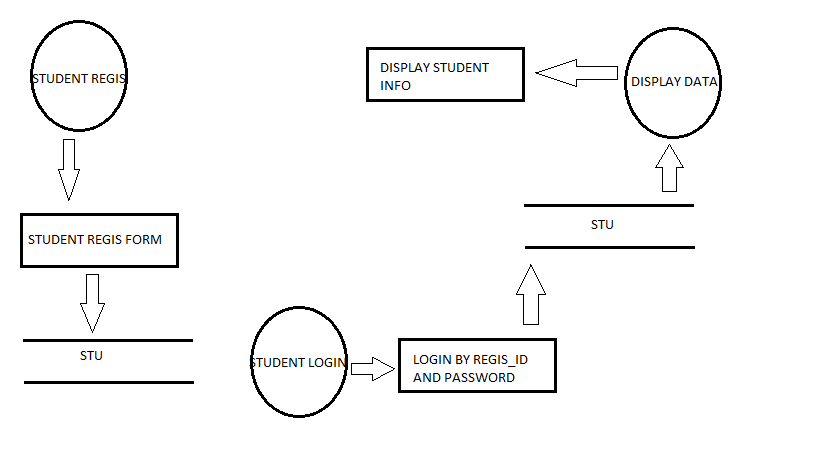 STUDENT REGIS
DISPLAY STUDENT
INFO
DISPLAY DATA
STUDENT REGIS FORM
STU
STU
STUDENT LOGIN
LOGIN BY REGIS_ID
AND PASSWORD